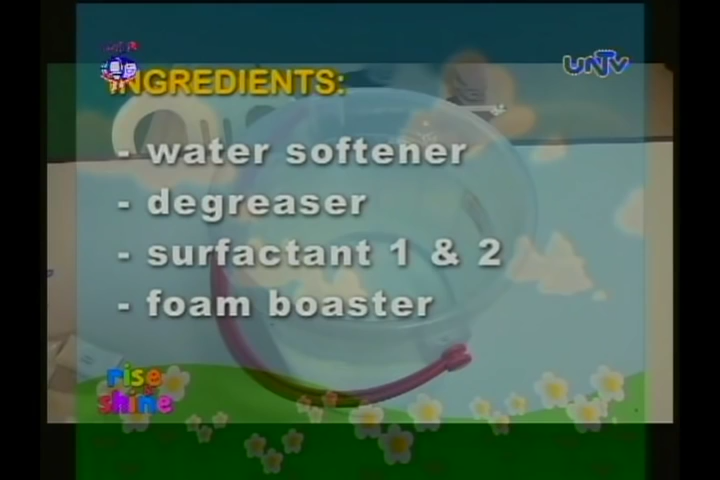 INGREDIENTS:
UNTV
- water softener
- degreaser
- surfactant 1 & 2
- foam boaster
rise
shine